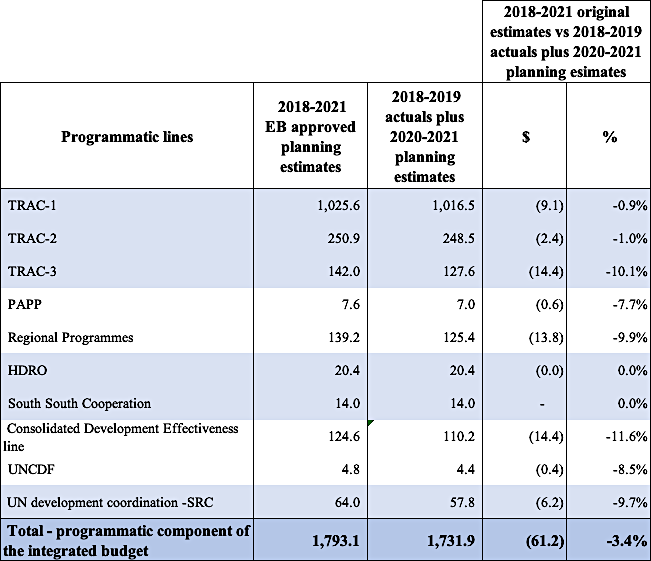 2018-2021 original
estimates vs 2018-2019
actuals plus 2020-2021
planning esimates
Programmatic lines
2018-2021
EB approved
planning
estimates
2018-2019
actuals plus
2020-2021
planning
estimates
$ %
TRAC-1 1,025.6 1,016.5 (9.1) -0.9%
TRAC-2 250.9 248.5 (2.4) -1.0%
TRAC-3 142.0 127.6 (14.4) -10.1%
PAPP 7.6 7.0 (0.6) -7.7%
Regional Programmes 139.2 125.4 (13.8) -9.9%
HDRO 20.4 20.4 (0.0) 0.0%
South South Cooperation 14.0 14.0 - 0.0%
Consolidated Development Effectiveness
line 124.6 110.2 (14.4) -11.6%
UNCDF 4.8 4.4 (0.4) -8.5%
UN development coordination -SRC 64.0 57.8 (6.2) -9.7%
Total - programmatic component of
the integrated budget 1,793.1 1,731.9 (61.2) -3.4%